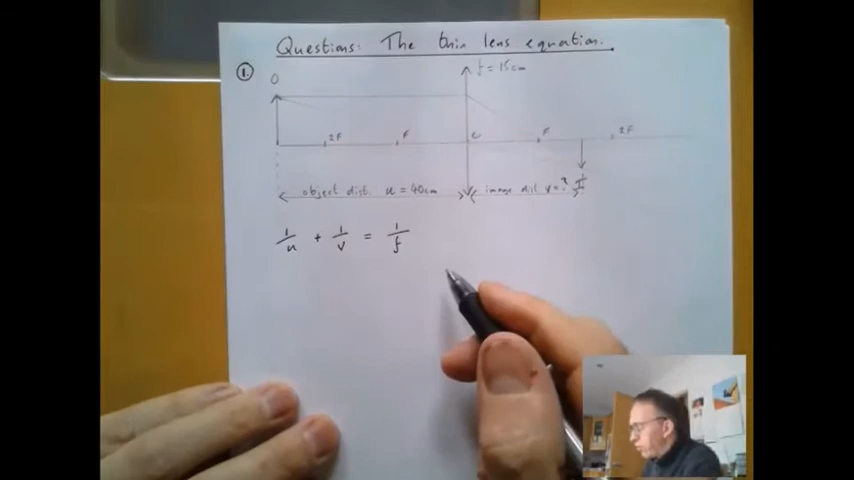 Questions: The thin lens equation.
1. O f = 15cm
2F F C F 2F
object dist. u = 40cm image dist v = ? I
1/u + 1/v = 1/f